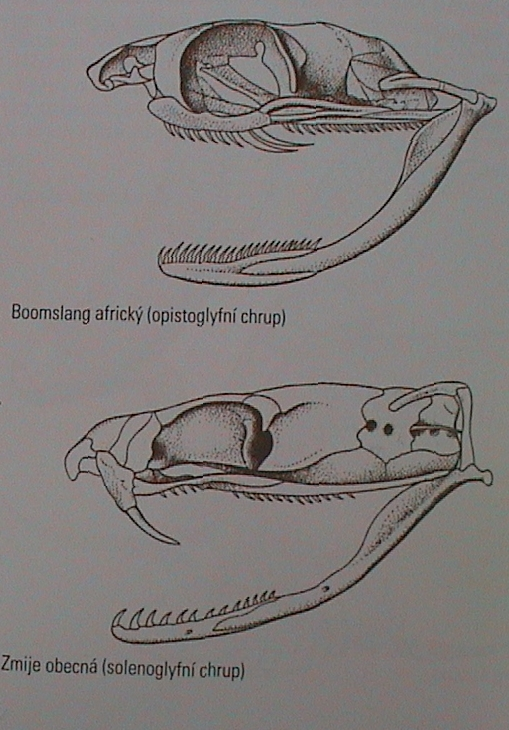 Boomslang africký (opistoglyfní chrup)
Zmije obecná (solenoglyfní chrup)